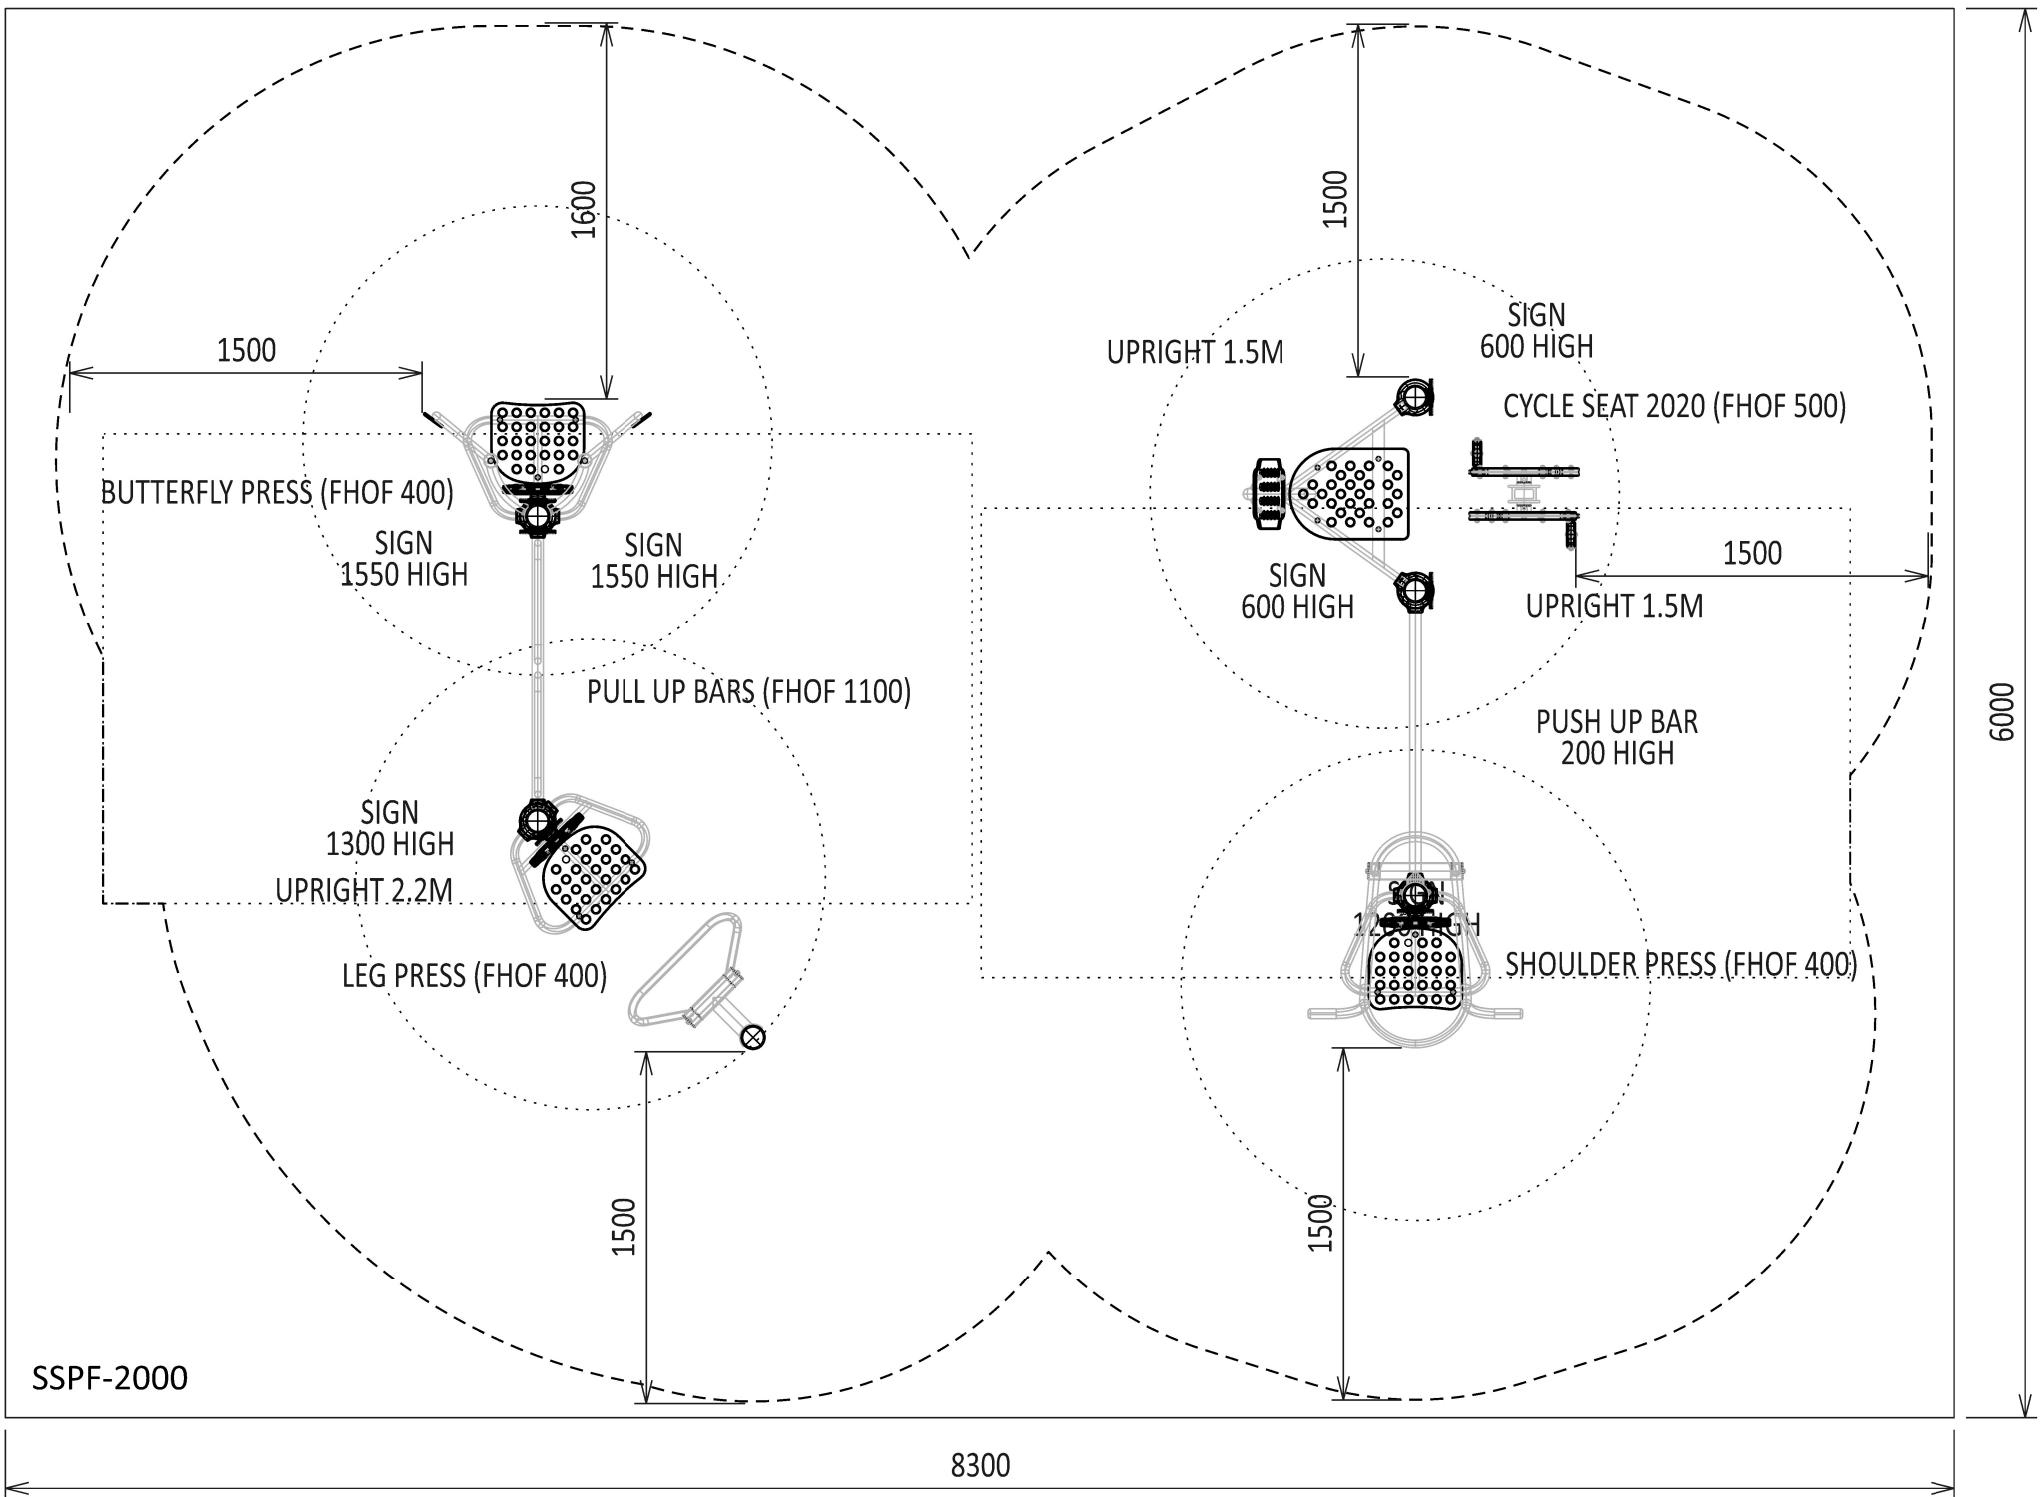 1600
1500
1500
SIGN
600 HIGH
UPRIGHT 1.5M
CYCLE SEAT 2020 (FHOF 500)
BUTTERFLY PRESS (FHOF 400)
SIGN
1550 HIGH
SIGN
1550 HIGH
1500
SIGN
600 HIGH
UPRIGHT 1.5M
PULL UP BARS (FHOF 1100)
PUSH UP BAR
200 HIGH
6000
SIGN
1300 HIGH
UPRIGHT 2.2M
SIGN
HIGH
LEG PRESS (FHOF 400)
SHOULDER PRESS (FHOF 400)
1500
1500
SSPF-2000
8300